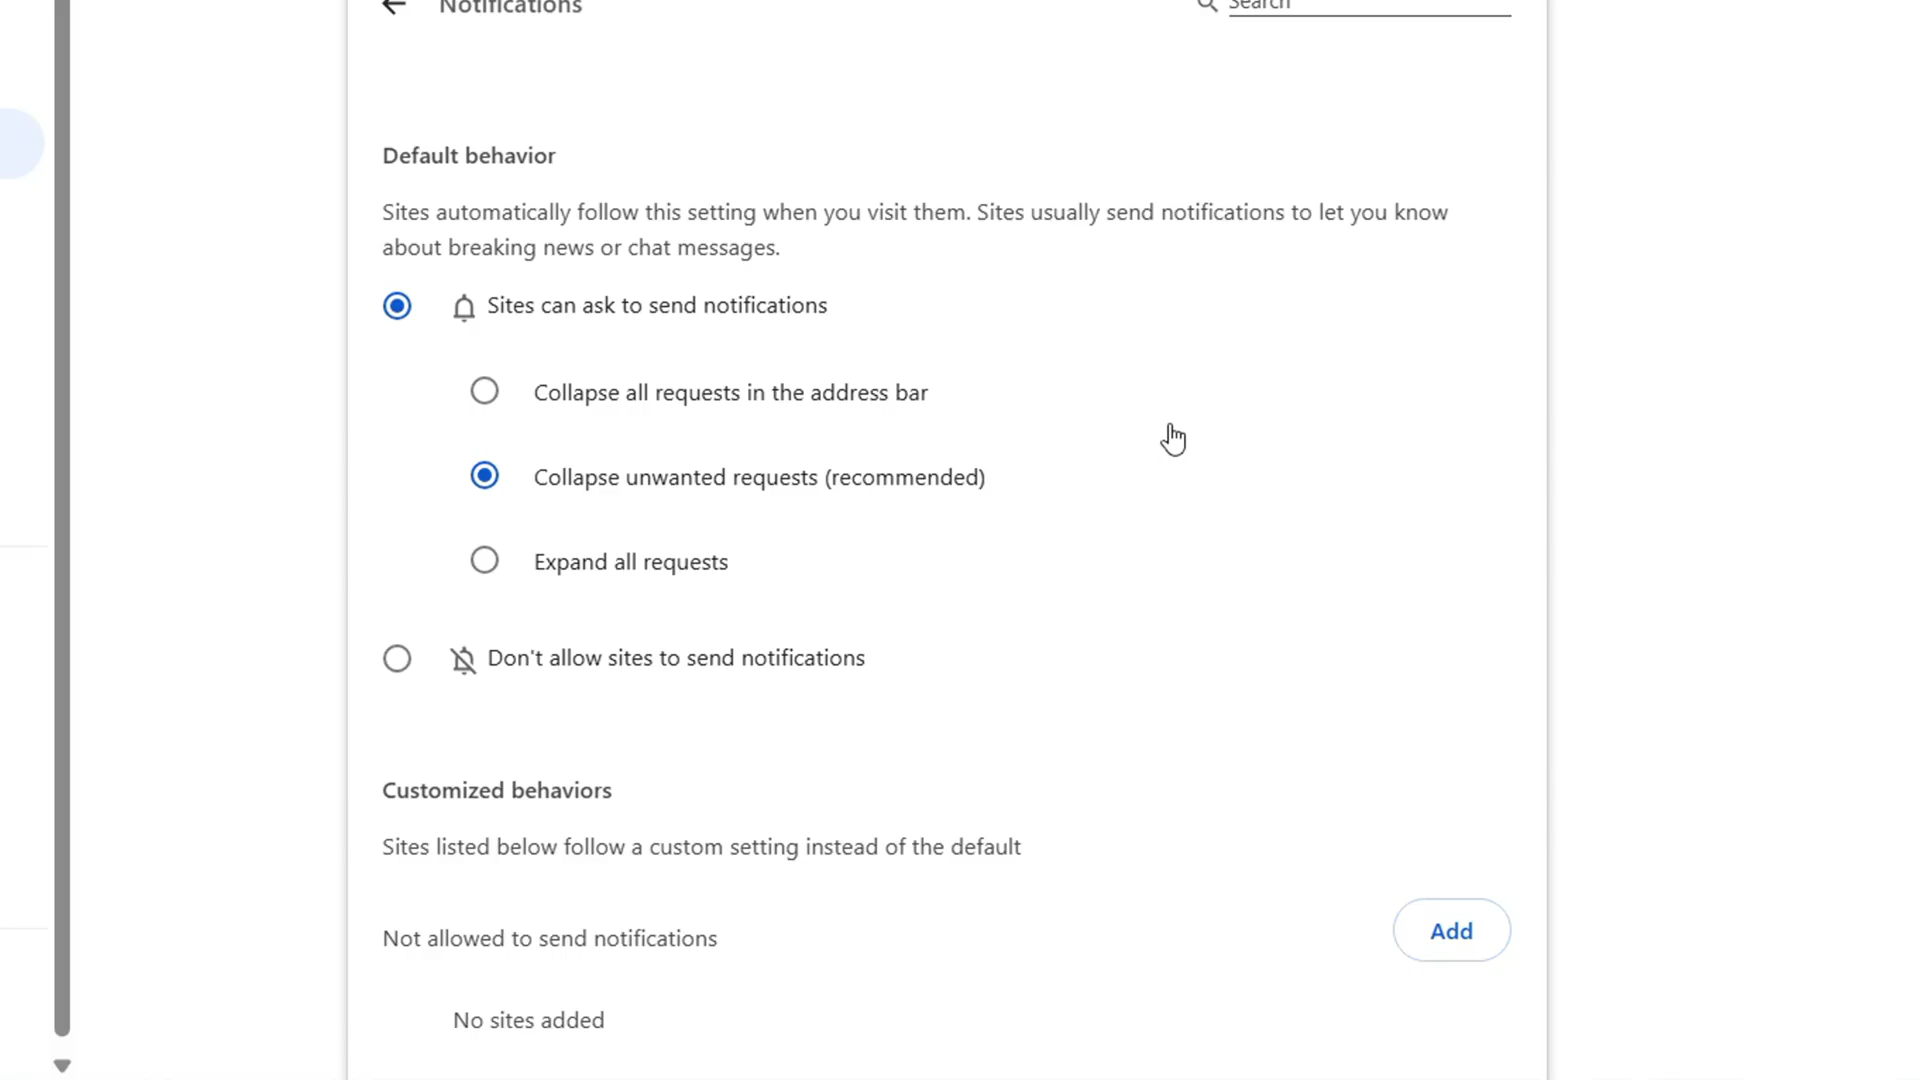 Notifications
Search
Default behavior
Sites automatically follow this setting when you visit them. Sites usually send notifications to let you know
about breaking news or chat messages.
Sites can ask to send notifications
Collapse all requests in the address bar
Collapse unwanted requests (recommended)
Expand all requests
Don't allow sites to send notifications
Customized behaviors
Sites listed below follow a custom setting instead of the default
Not allowed to send notifications
Add
No sites added